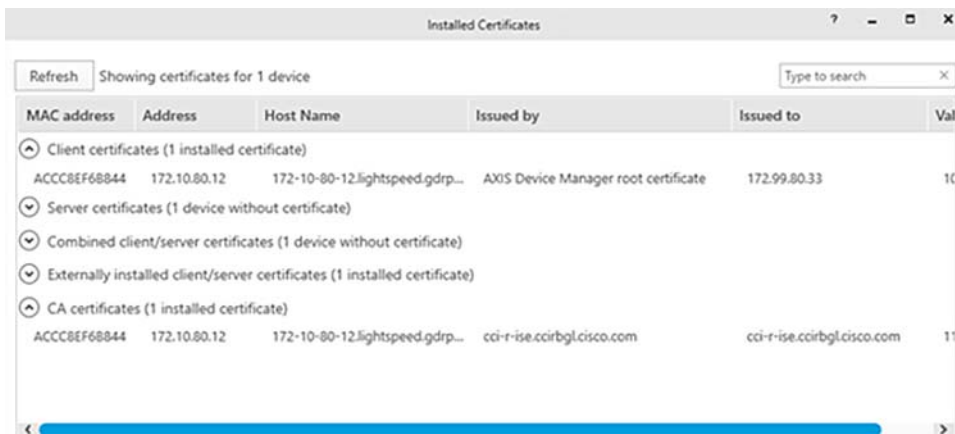 Installed Certificates
Refresh Showing certificates for 1 device Type to search
MAC address Address Host Name Issued by Issued to Val
Client certificates (1 installed certificate)
ACCC8EF68844 172.10.80.12 172-10-80-12.lightspeed.gdrp... AXIS Device Manager root certificate 172.99.80.33 10
Server certificates (1 device without certificate)
Combined client/server certificates (1 device without certificate)
Externally installed client/server certificates (1 installed certificate)
CA certificates (1 installed certificate)
ACCC8EF68844 172.10.80.12 172-10-80-12.lightspeed.gdrp... cci-r-ise.ccirbgl.cisco.com cci-r-ise.ccirbgl.cisco.com 11